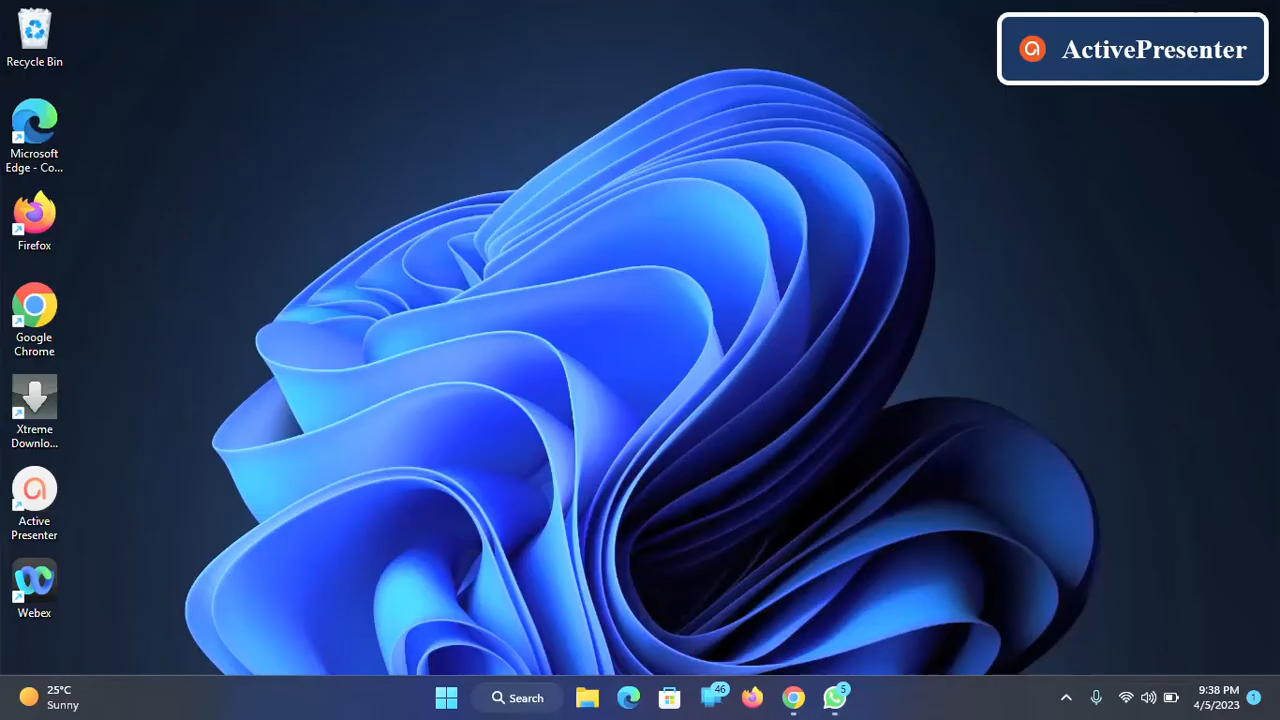 Recycle Bin
ActivePresenter
Microsoft
Edge - Co...
Firefox
Google
Chrome
Xtreme
Downlo...
Active
Presenter
Webex
25°C
Sunny
Search
46
5
9:38 PM
4/5/2023
1